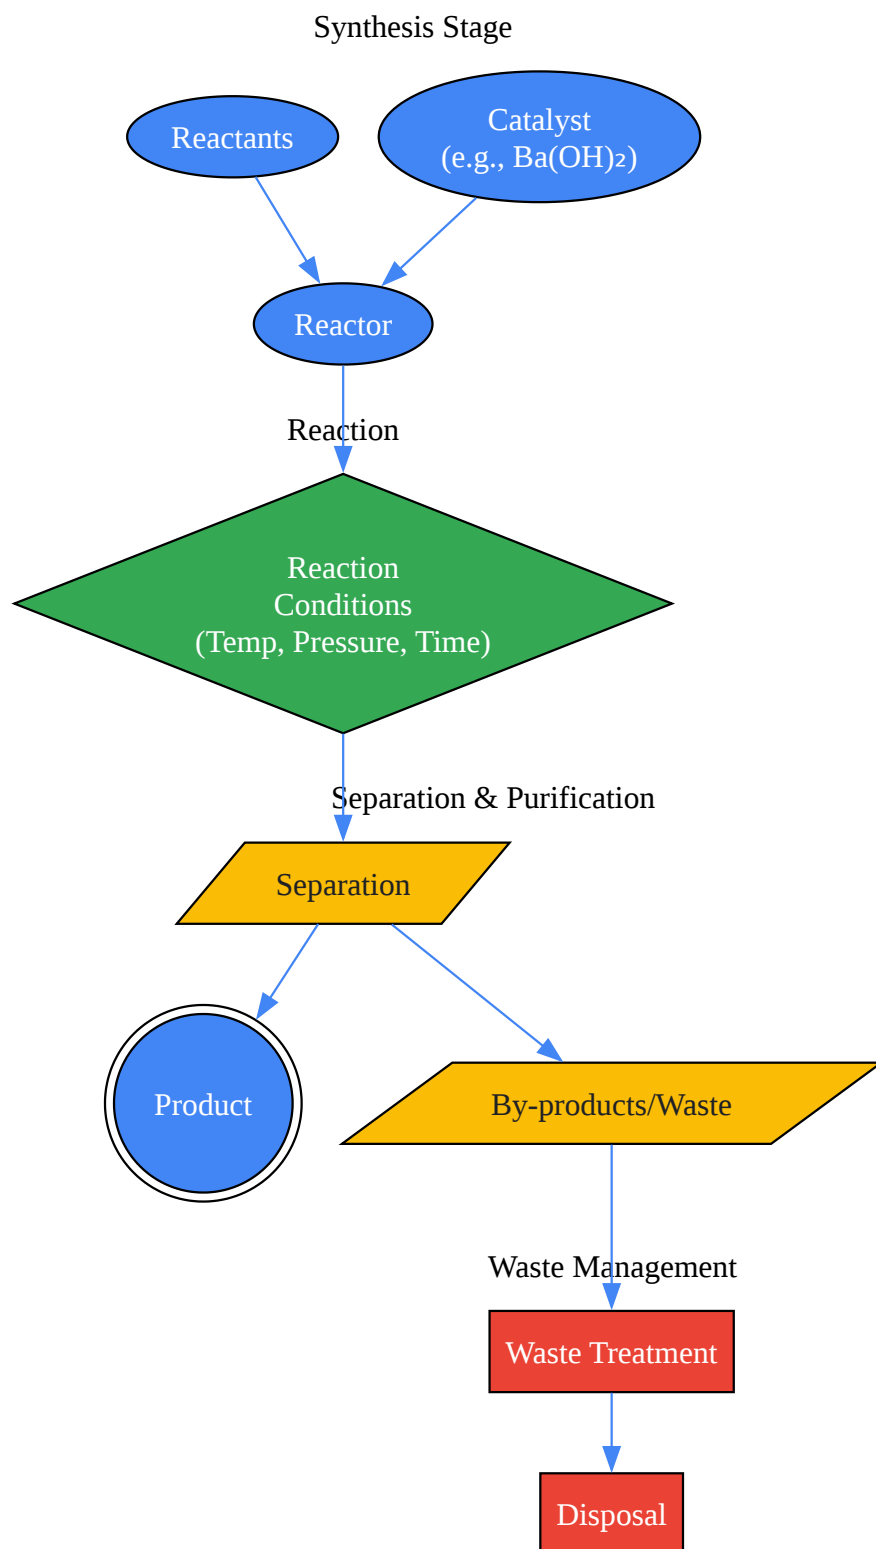 Synthesis Stage
Reactants
Catalyst
(e.g., Ba(OH)₂)
Reactor
Reaction
Reaction
Conditions
(Temp, Pressure, Time)
Separation & Purification
Separation
Product
By-products/Waste
Waste Management
Waste Treatment
Disposal